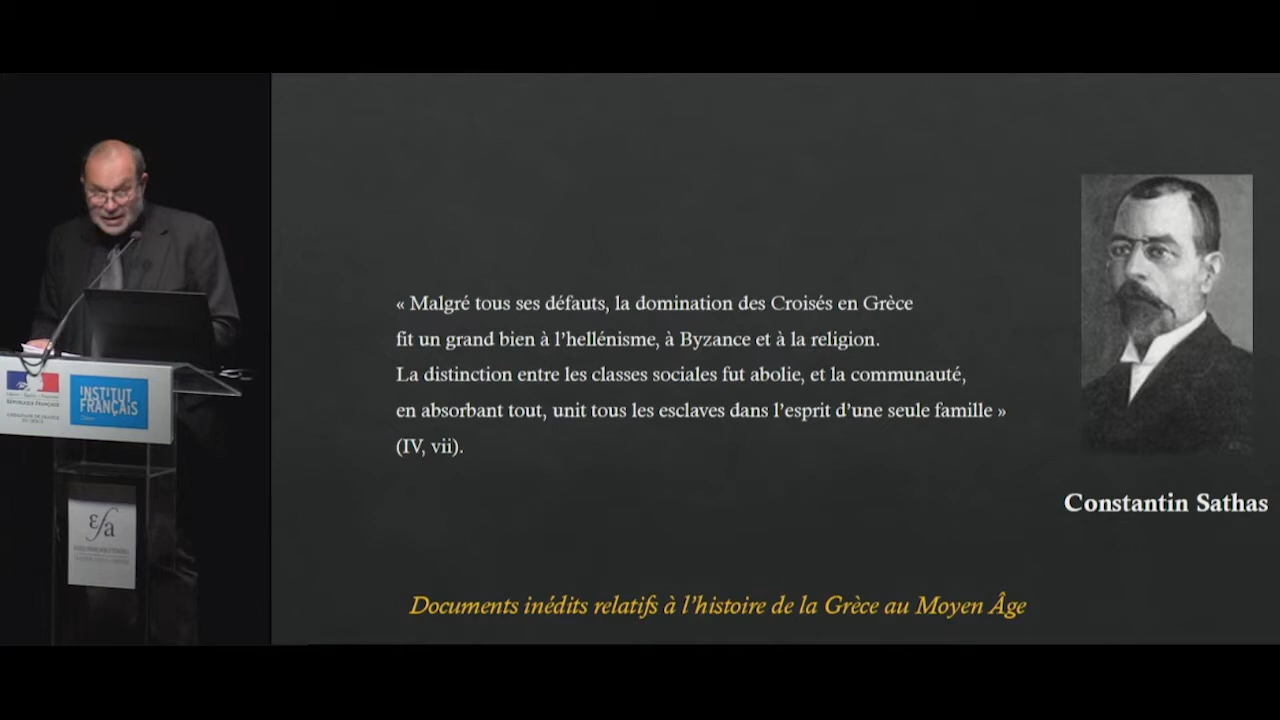 « Malgré tous ses défauts, la domination des Croisés en Grèce
fit un grand bien à l’hellénisme, à Byzance et à la religion.
La distinction entre les classes sociales fut abolie, et la communauté,
en absorbant tout, unit tous les esclaves dans l’esprit d’une seule famille »
(IV, vii).
Constantin Sathas
Documents inédits relatifs à l’histoire de la Grèce au Moyen Âge
RÉPUBLIQUE FRANÇAISE
INSTITUT
FRANÇAIS
εfa